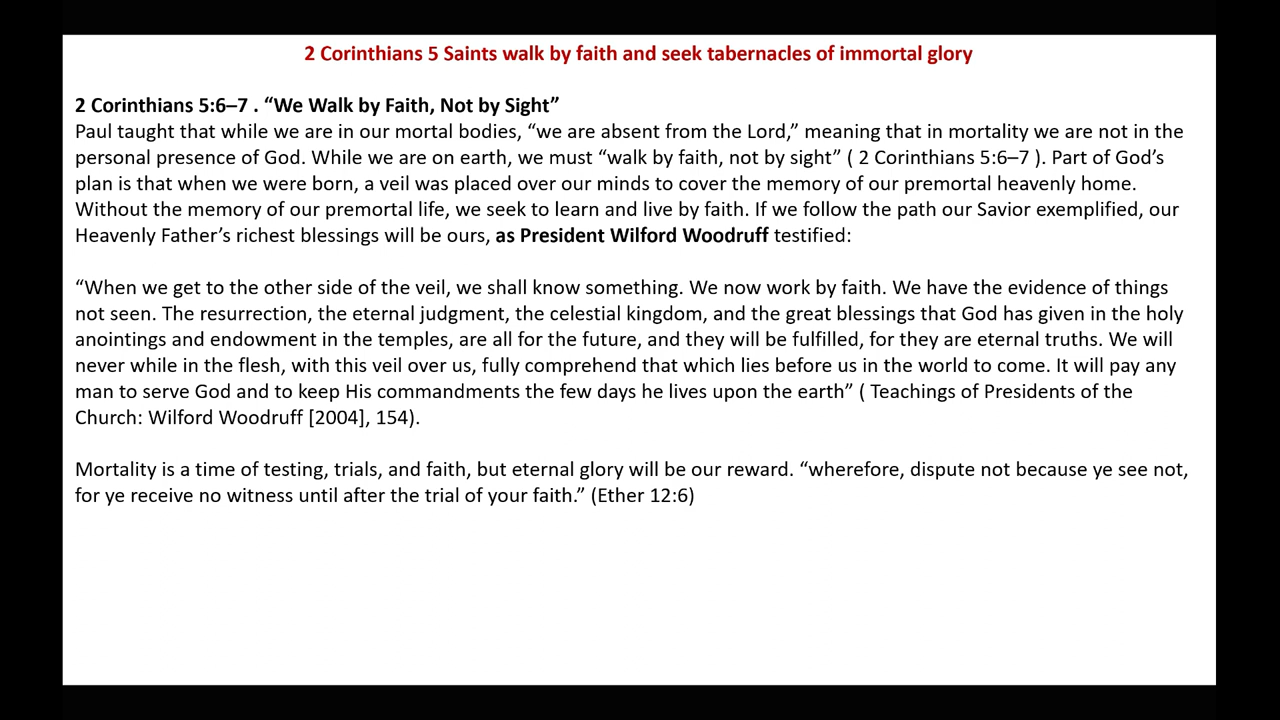 2 Corinthians 5 Saints walk by faith and seek tabernacles of immortal glory
2 Corinthians 5:6–7 . “We Walk by Faith, Not by Sight”
Paul taught that while we are in our mortal bodies, “we are absent from the Lord,” meaning that in mortality we are not in the
personal presence of God. While we are on earth, we must “walk by faith, not by sight” ( 2 Corinthians 5:6–7 ). Part of God’s
plan is that when we were born, a veil was placed over our minds to cover the memory of our premortal heavenly home.
Without the memory of our premortal life, we seek to learn and live by faith. If we follow the path our Savior exemplified, our
Heavenly Father’s richest blessings will be ours, as President Wilford Woodruff testified:
“When we get to the other side of the veil, we shall know something. We now work by faith. We have the evidence of things
not seen. The resurrection, the eternal judgment, the celestial kingdom, and the great blessings that God has given in the holy
anointings and endowment in the temples, are all for the future, and they will be fulfilled, for they are eternal truths. We will
never while in the flesh, with this veil over us, fully comprehend that which lies before us in the world to come. It will pay any
man to serve God and to keep His commandments the few days he lives upon the earth” ( Teachings of Presidents of the
Church: Wilford Woodruff [2004], 154).
Mortality is a time of testing, trials, and faith, but eternal glory will be our reward. “wherefore, dispute not because ye see not,
for ye receive no witness until after the trial of your faith.” (Ether 12:6)